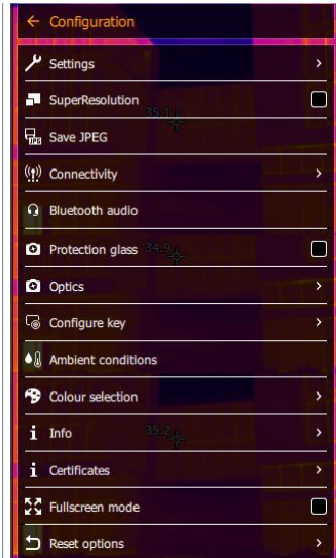 Configuration
Settings
SuperResolution
35.1
JPG
Save JPEG
Connectivity
Bluetooth audio
Protection glass
34.9
Optics
Configure key
Ambient conditions
Colour selection
Info
35.2
Certificates
Fullscreen mode
Reset options